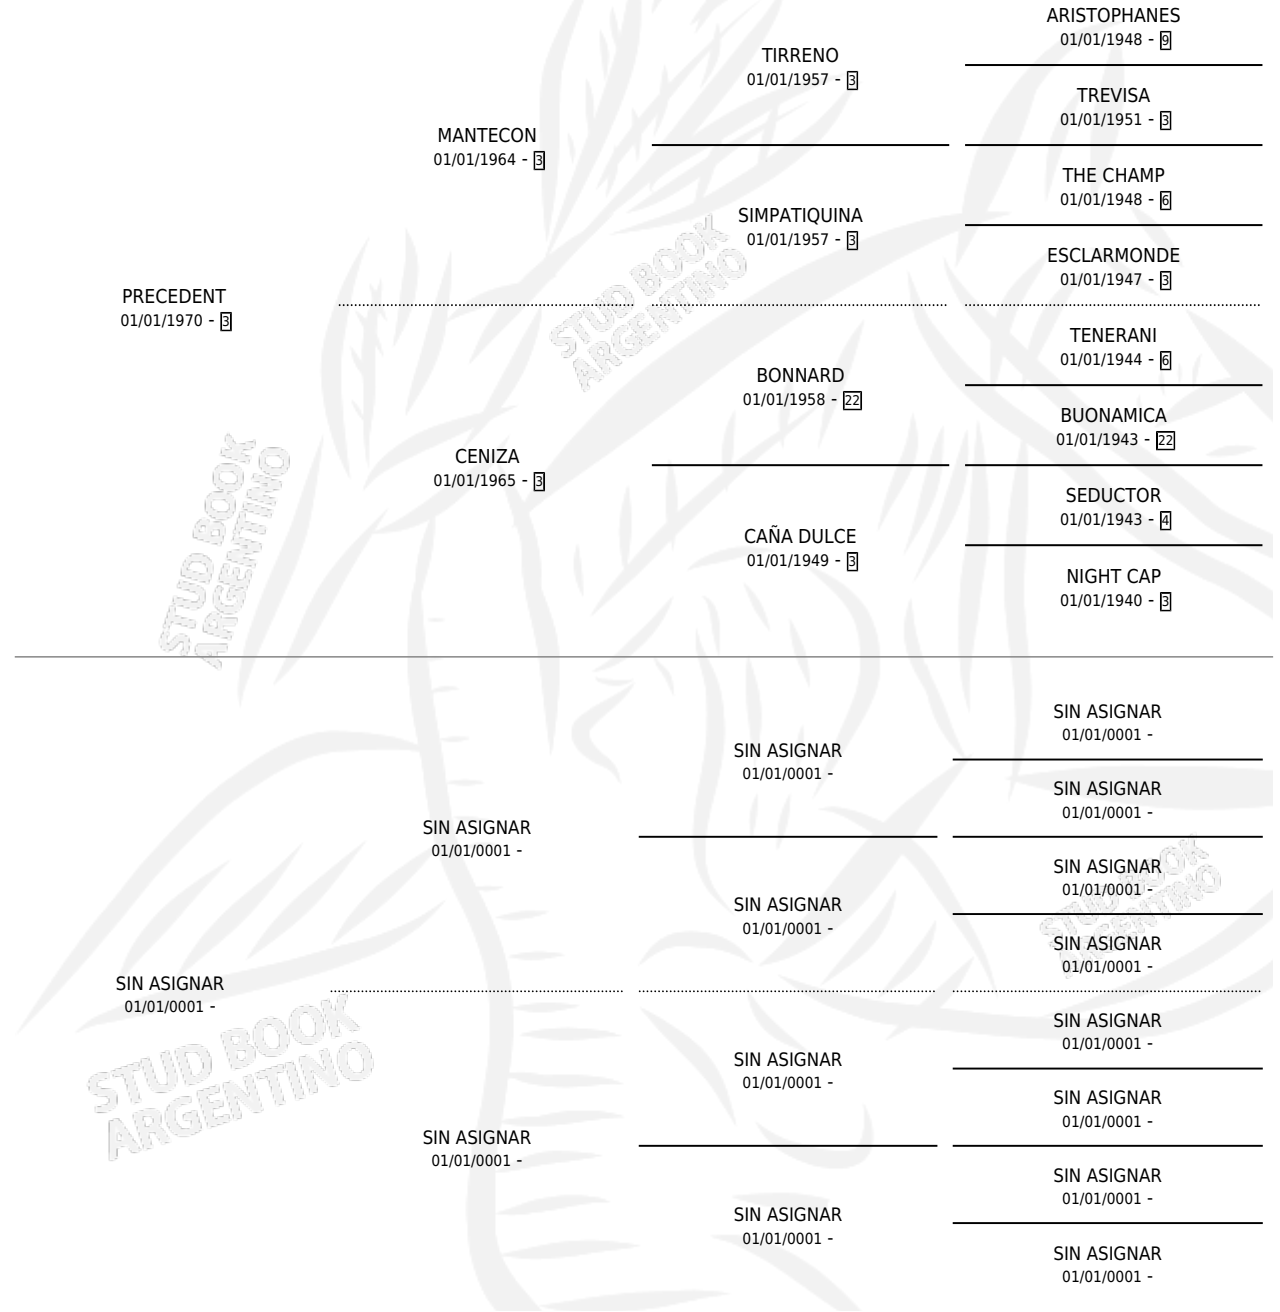 ARISTOPHANES
01/01/1948 - 9
TIRRENO
01/01/1957 - 3
TREVISA
01/01/1951 - 3
MANTECON
01/01/1964 - 3
THE CHAMP
01/01/1948 - 6
SIMPATIQUINA
01/01/1957 - 3
ESCLARMONDE
01/01/1947 - 3
PRECEDENT
01/01/1970 - 3
TENERANI
01/01/1944 - 6
BONNARD
01/01/1958 - 22
BUONAMICA
01/01/1943 - 22
CENIZA
01/01/1965 - 3
SEDUCTOR
01/01/1943 - 4
CAÑA DULCE
01/01/1949 - 3
NIGHT CAP
01/01/1940 - 3
STUD BOOK
ARGENTINO
STUD BOOK
ARGENTINO
SIN ASIGNAR
01/01/0001 -
SIN ASIGNAR
01/01/0001 -
SIN ASIGNAR
01/01/0001 -
SIN ASIGNAR
01/01/0001 -
SIN ASIGNAR
01/01/0001 -
SIN ASIGNAR
01/01/0001 -
SIN ASIGNAR
01/01/0001 -
SIN ASIGNAR
01/01/0001 -
SIN ASIGNAR
01/01/0001 -
SIN ASIGNAR
01/01/0001 -
SIN ASIGNAR
01/01/0001 -
SIN ASIGNAR
01/01/0001 -
SIN ASIGNAR
01/01/0001 -
SIN ASIGNAR
01/01/0001 -
SIN ASIGNAR
01/01/0001 -
STUD BOOK
ARGENTINO
STUD BOOK
ARGENTINO